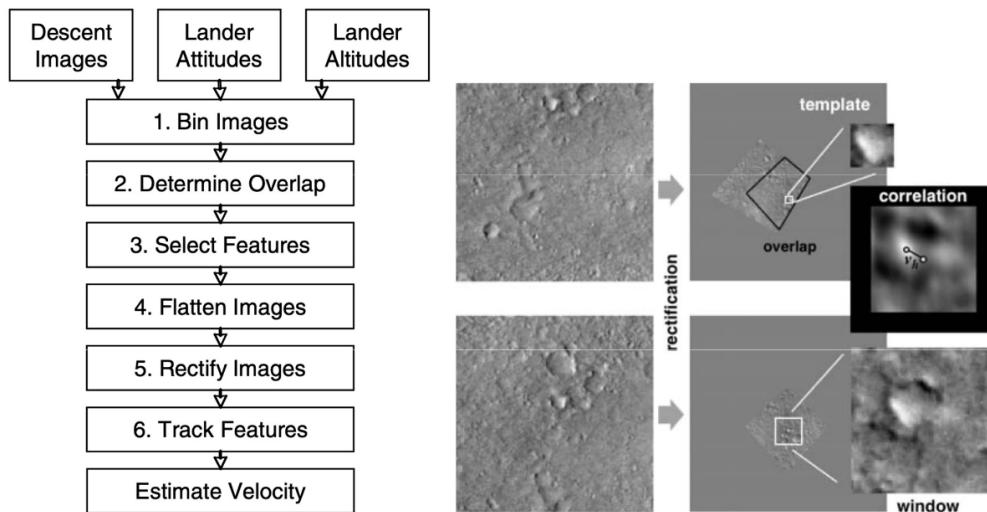 Descent
Images
Lander
Attitudes
Lander
Altitudes
1. Bin Images
2. Determine Overlap
3. Select Features
4. Flatten Images
5. Rectify Images
6. Track Features
Estimate Velocity
rectification
template
overlap
correlation
v_h
window